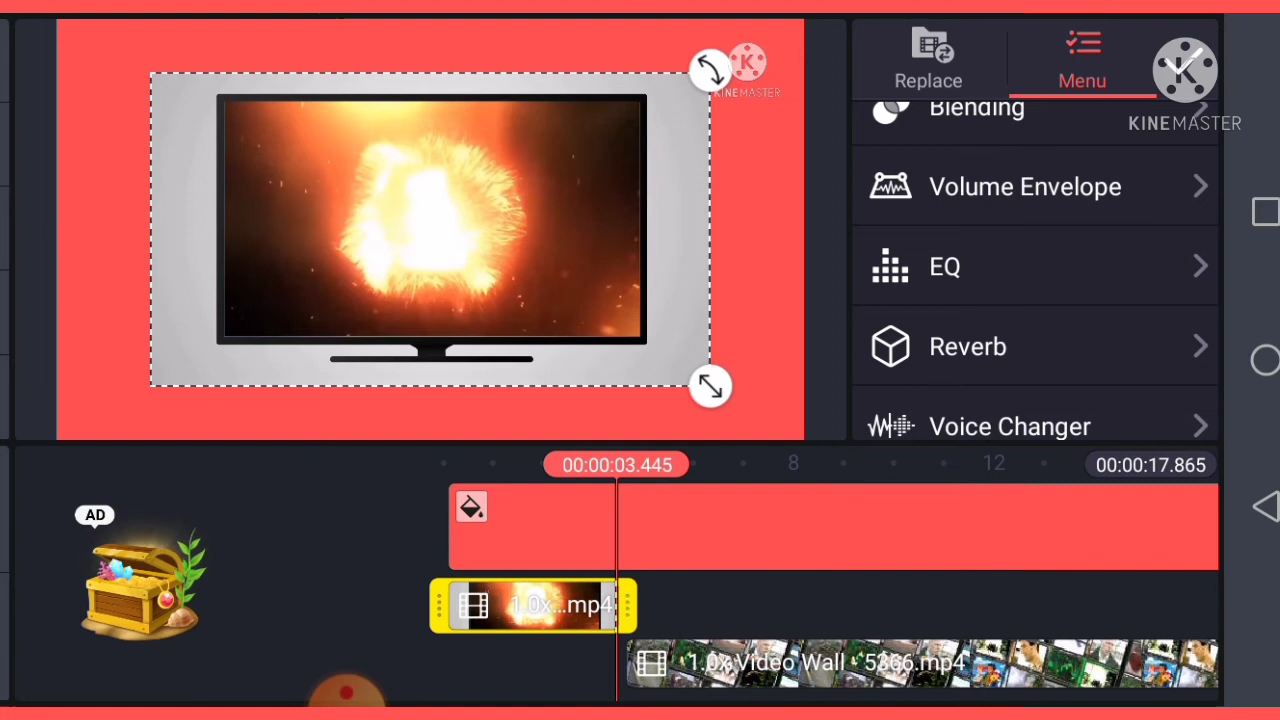 K
KINEMASTER
Replace
Menu
K
KINEMASTER
Blending
Volume Envelope
EQ
Reverb
Voice Changer
00:00:03.445
8
12
00:00:17.865
AD
1.0x...mp4
1.0x Video Wall - 5366.mp4